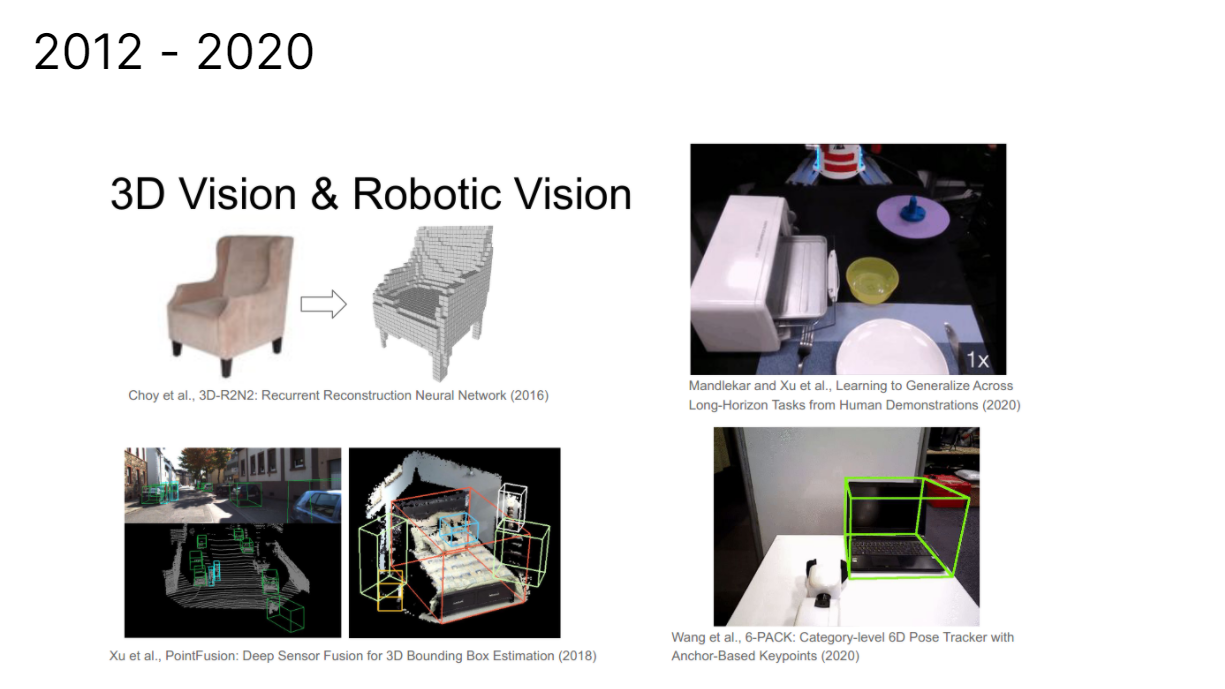 2012 - 2020
3D Vision & Robotic Vision
Choy et al., 3D-R2N2: Recurrent Reconstruction Neural Network (2016)
1x
Mandlekar and Xu et al., Learning to Generalize Across
Long-Horizon Tasks from Human Demonstrations (2020)
Xu et al., PointFusion: Deep Sensor Fusion for 3D Bounding Box Estimation (2018)
Wang et al., 6-PACK: Category-level 6D Pose Tracker with
Anchor-Based Keypoints (2020)